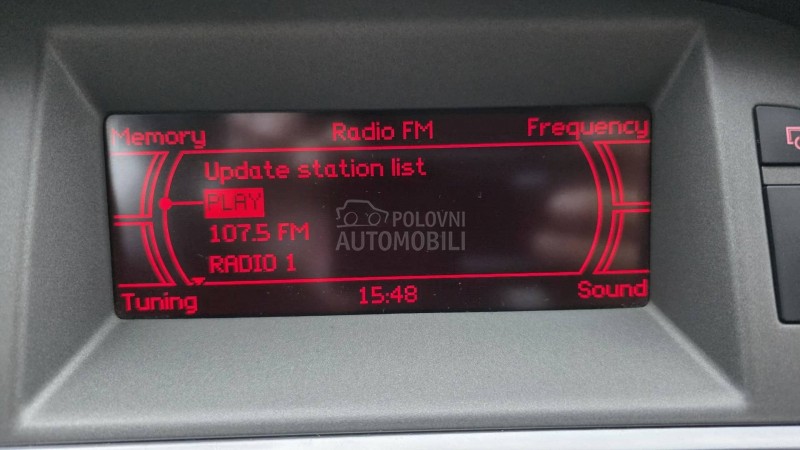 Memory Radio FM Frequency
Update station list
PLAY
107.5 FM
RADIO 1
Tuning 15:48 Sound
POLOVNI
AUTOMOBILI